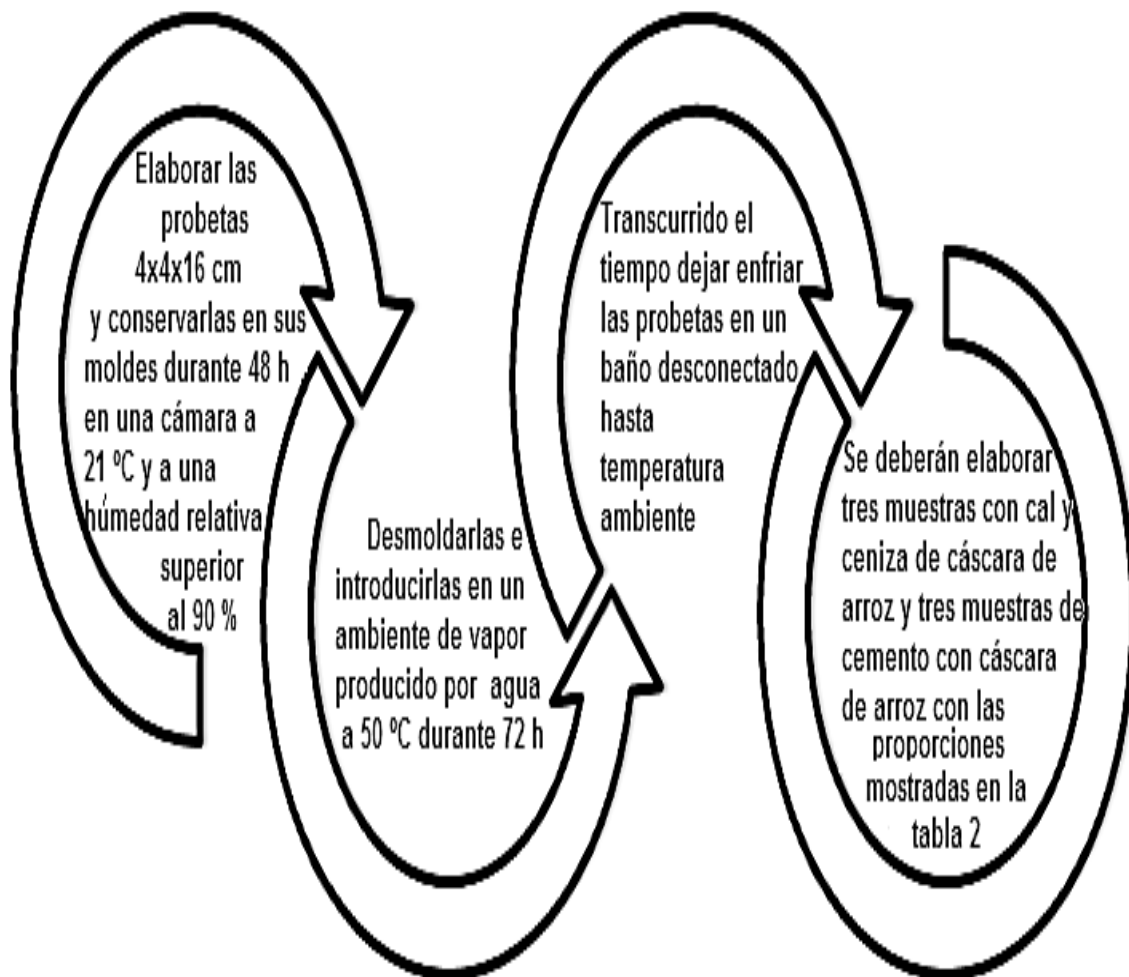 Elaborar las
probetas
4x4x16 cm
y conservarlas en sus
moldes durante 48 h
en una cámara a
21 ºC y a una
húmedad relativa
superior
al 90 %
Desmoldarlas e
introducirlas en un
ambiente de vapor
producido por agua
a 50 ºC durante 72 h
Transcurrido el
tiempo dejar enfriar
las probetas en un
baño desconectado
hasta
temperatura
ambiente
Se deberán elaborar
tres muestras con cal y
ceniza de cáscara de
arroz y tres muestras de
cemento con cáscara
de arroz con las
proporciones
mostradas en la
tabla 2